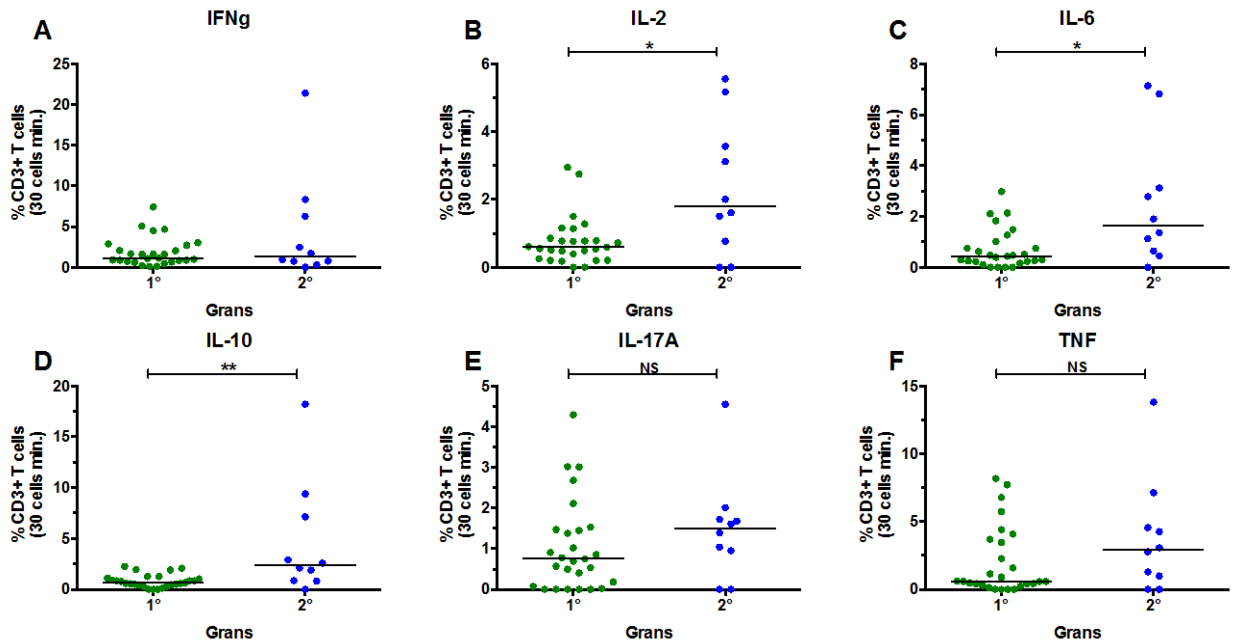 A
IFNg
%CD3+ T cells
(30 cells min.)
25
20
15
10
5
0
1°
2°
Grans
B
IL-2
*
%CD3+ T cells
(30 cells min.)
6
4
2
0
1°
2°
Grans
C
IL-6
*
%CD3+ T cells
(30 cells min.)
8
6
4
2
0
1°
2°
Grans
D
IL-10
**
%CD3+ T cells
(30 cells min.)
20
15
10
5
0
1°
2°
Grans
E
IL-17A
NS
%CD3+ T cells
(30 cells min.)
5
4
3
2
1
0
1°
2°
Grans
F
TNF
NS
%CD3+ T cells
(30 cells min.)
15
10
5
0
1°
2°
Grans